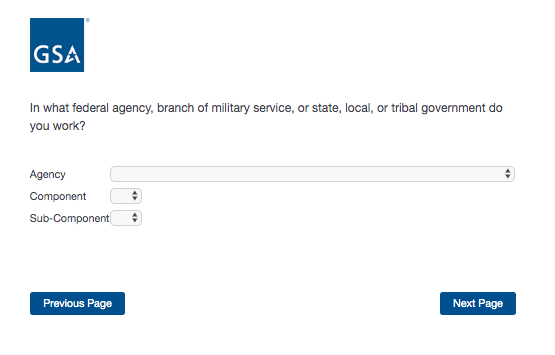 GSA
In what federal agency, branch of military service, or state, local, or tribal government do
you work?
Agency
Component
Sub-Component
Previous Page
Next Page